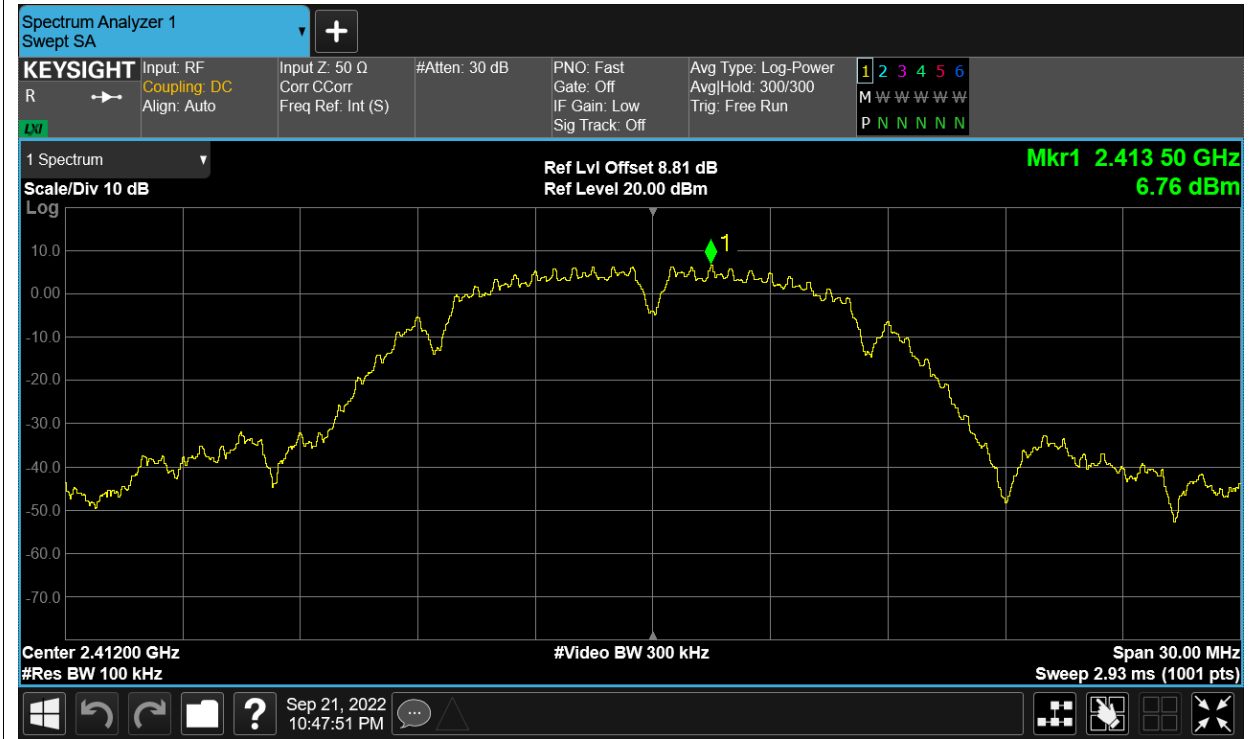 Spectrum Analyzer 1
Swept SA
KEYSIGHT
R
LXI
Input: RF
Coupling: DC
Align: Auto
Input Z: 50 Ω
Corr CCorr
Freq Ref: Int (S)
#Atten: 30 dB
PNO: Fast
Gate: Off
IF Gain: Low
Sig Track: Off
Avg Type: Log-Power
Avg|Hold: 300/300
Trig: Free Run
1 2 3 4 5 6
M W W W W W
P N N N N N
1 Spectrum
Scale/Div 10 dB
Log
Ref Lvl Offset 8.81 dB
Ref Level 20.00 dBm
Mkr1 2.413 50 GHz
6.76 dBm
1
10.0
0.00
-10.0
-20.0
-30.0
-40.0
-50.0
-60.0
-70.0
Center 2.41200 GHz
#Res BW 100 kHz
#Video BW 300 kHz
Span 30.00 MHz
Sweep 2.93 ms (1001 pts)
?
Sep 21, 2022
10:47:51 PM